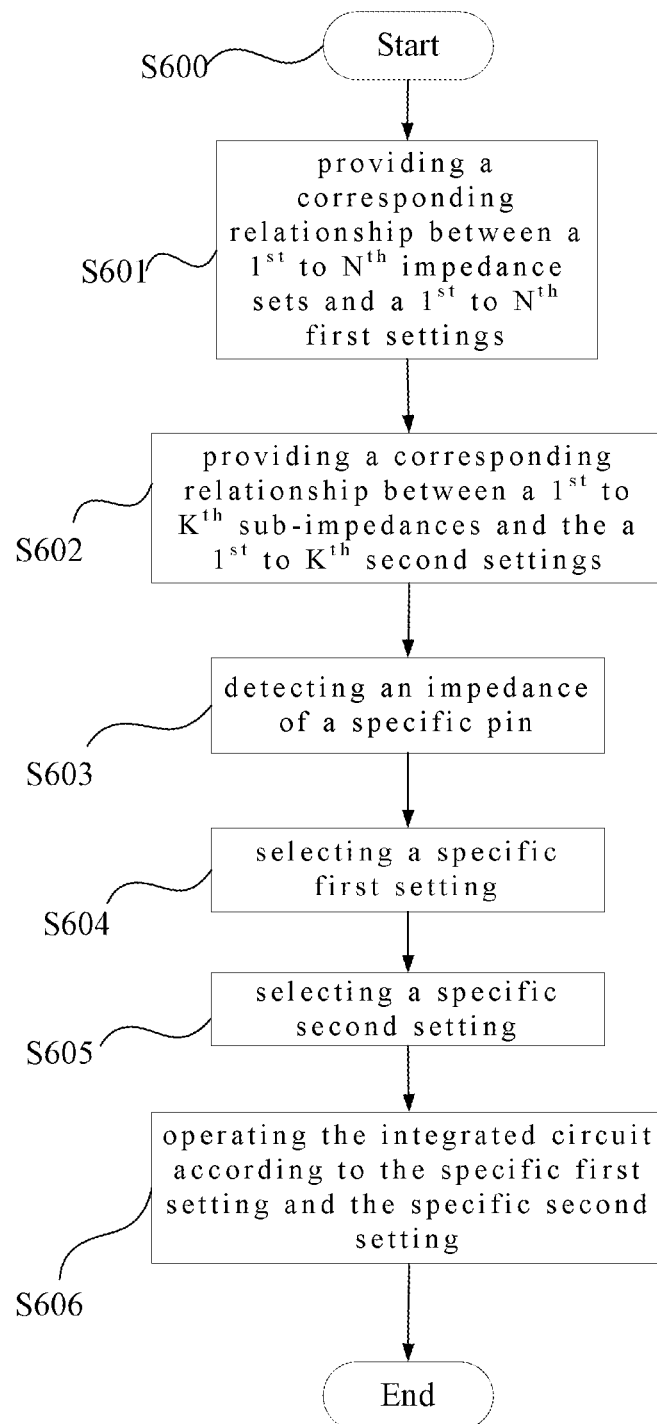 Start
S600
providing a
corresponding
relationship between a
1st to Nth impedance
sets and a 1st to Nth
first settings
S601
providing a corresponding
relationship between a 1st to
Kth sub-impedances and the a
1st to Kth second settings
S602
detecting an impedance
of a specific pin
S603
selecting a specific
first setting
S604
selecting a specific
second setting
S605
operating the integrated circuit
according to the specific first
setting and the specific second
setting
S606
End